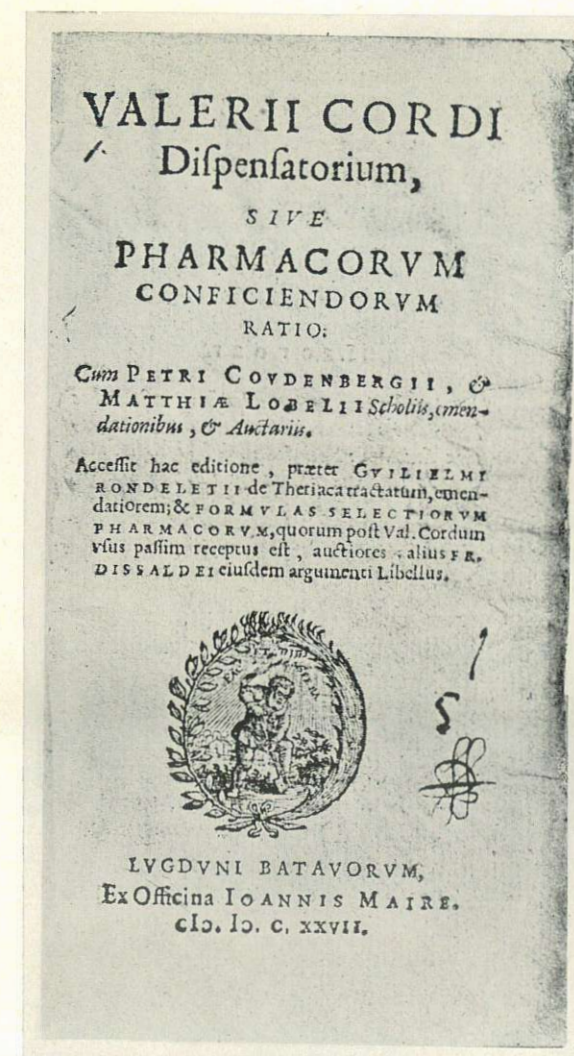 VALERII CORDI
Diſpenſatorium,
SIVE
PHARMACORVM
CONFICIENDORVM
RATIO:
Cum PETRI COVDENBERGII, &
MATTHIÆ LOBELII Scholiis, emen-
dationibus, & Auctariis.
Acceſſit hac editione, præter GVILIELMI
RONDELETII de Theriaca tractatum, emen-
datiorem; & FORMVLAS SELECTIORVM
PHARMACORVM, quorum poſt Val. Cordum
vſus paſſim receptus eſt, auctiores: alius FR.
DISSALDEI eiuſdem argumenti Libellus.
LVGDVNI BATAVORVM,
Ex Officina IOANNIS MAIRE.
cIↄ. Iↄ. C. XXVII.